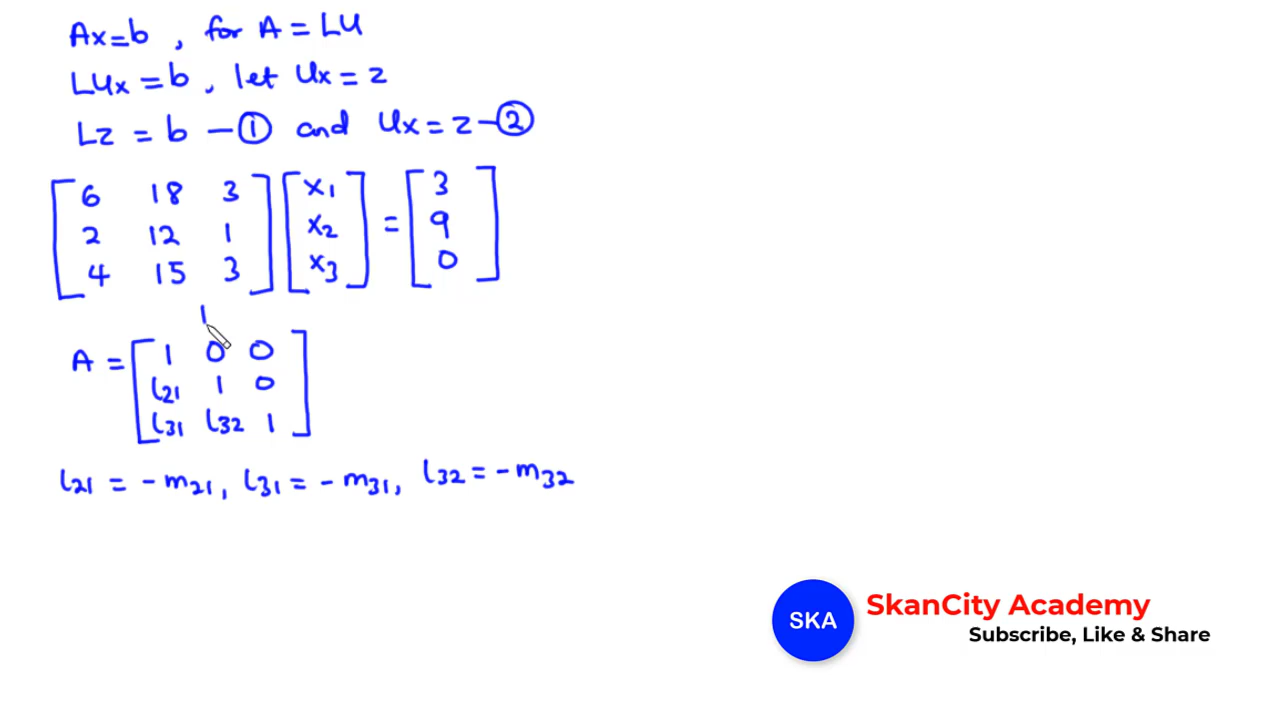 Ax=b , for A = LU
LUx = b , let Ux = z
Lz = b —① and Ux = z —②
[6 18 3] [x1] = [3]
[2 12 1] [x2] [9]
[4 15 3] [x3] [0]
L
A = [1 0 0]
[l21 1 0]
[l31 l32 1]
l21 = - m21, l31 = - m31, l32 = - m32
SKA
SkanCity Academy
Subscribe, Like & Share